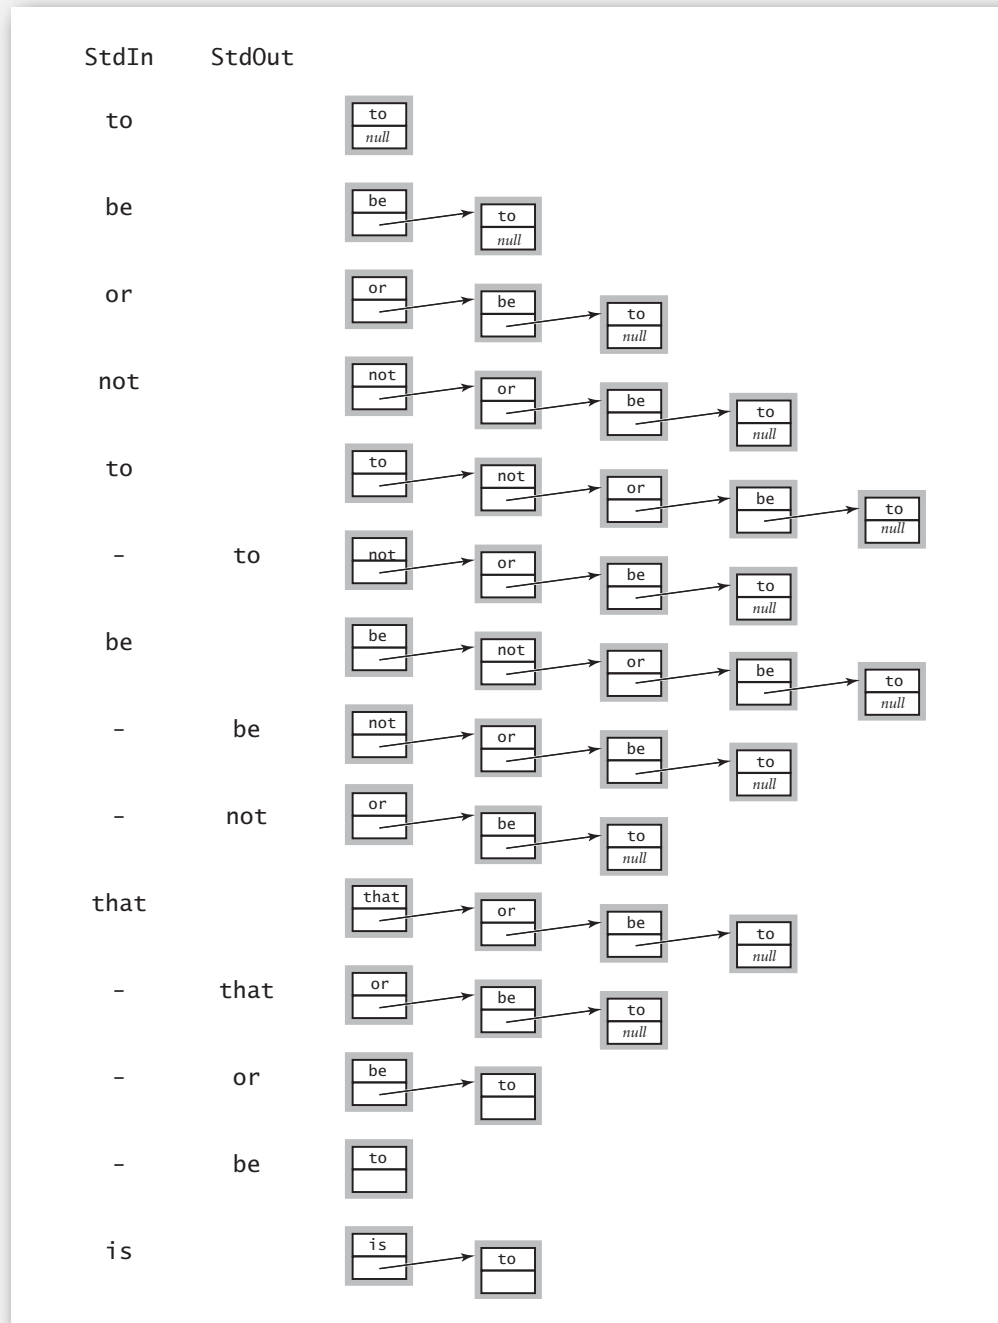 StdIn StdOut
to to
null
be be to
null
or or be to
null
not not or be to
null
to to not or be to
null
- to not or be to
null
be be not or be to
null
- be not or be to
null
- not or be to
null
that that or be to
null
- that or be to
null
- or be to
- be to
is is to